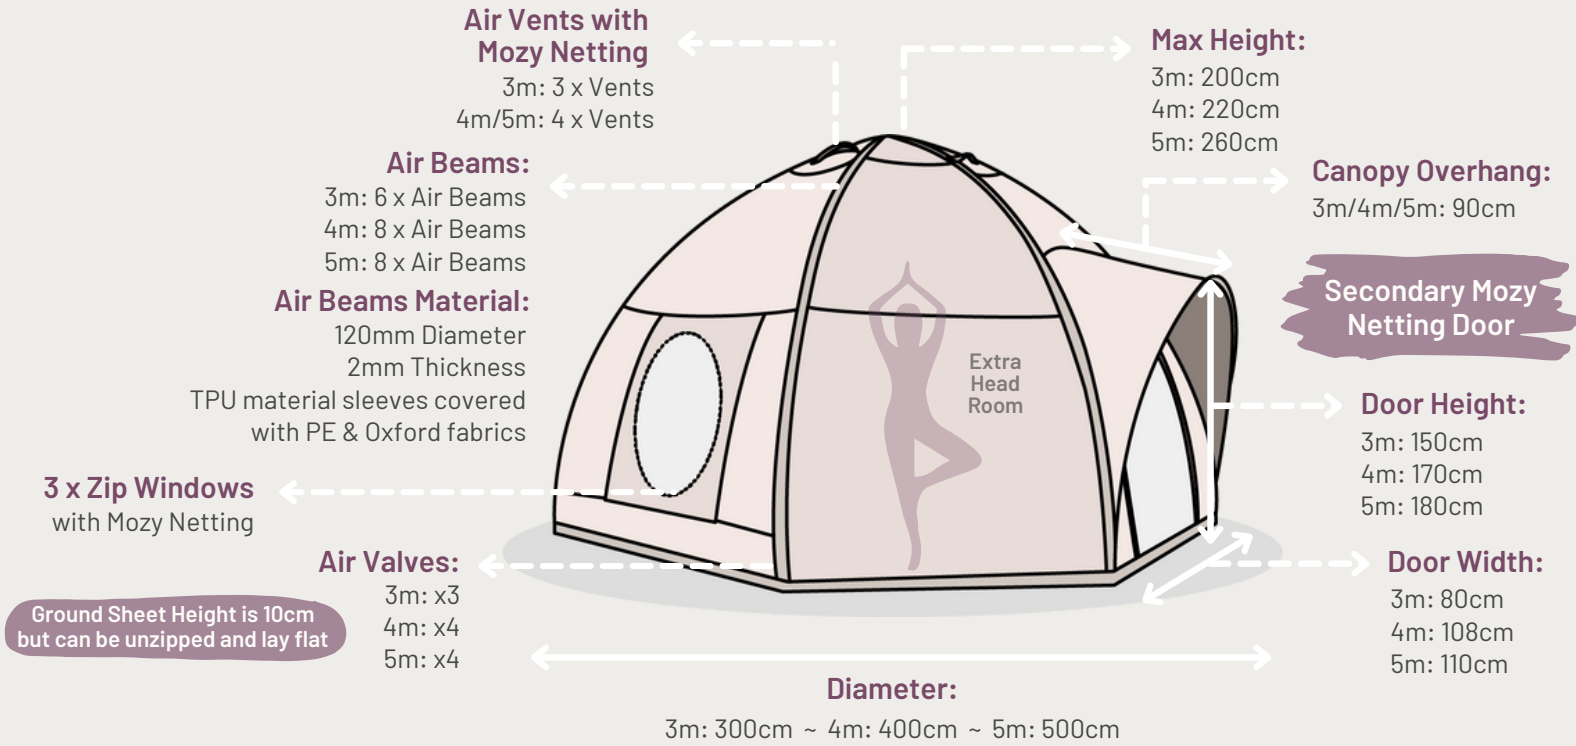 Air Vents with
Mozy Netting
3m: 3 x Vents
4m/5m: 4 x Vents
Air Beams:
3m: 6 x Air Beams
4m: 8 x Air Beams
5m: 8 x Air Beams
Air Beams Material:
120mm Diameter
2mm Thickness
TPU material sleeves covered
with PE & Oxford fabrics
3 x Zip Windows
with Mozy Netting
Air Valves:
3m: x3
4m: x4
5m: x4
Ground Sheet Height is 10cm
but can be unzipped and lay flat
Extra
Head
Room
Max Height:
3m: 200cm
4m: 220cm
5m: 260cm
Canopy Overhang:
3m/4m/5m: 90cm
Secondary Mozy
Netting Door
Door Height:
3m: 150cm
4m: 170cm
5m: 180cm
Door Width:
3m: 80cm
4m: 108cm
5m: 110cm
Diameter:
3m: 300cm ~ 4m: 400cm ~ 5m: 500cm